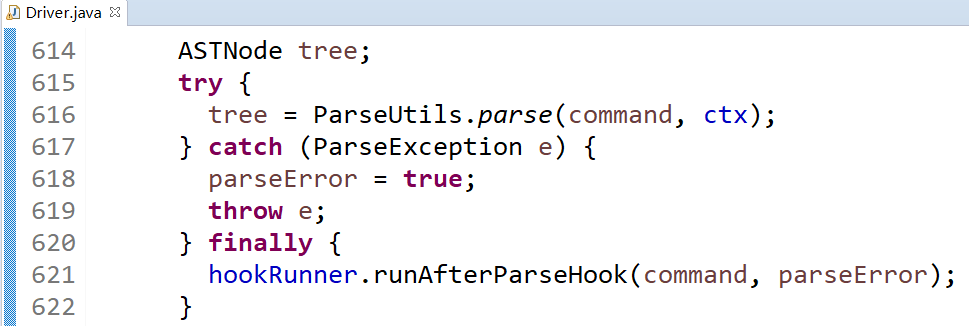 Driver.java
614 ASTNode tree;
615 try {
616 tree = ParseUtils.parse(command, ctx);
617 } catch (ParseException e) {
618 parseError = true;
619 throw e;
620 } finally {
621 hookRunner.runAfterParseHook(command, parseError);
622 }